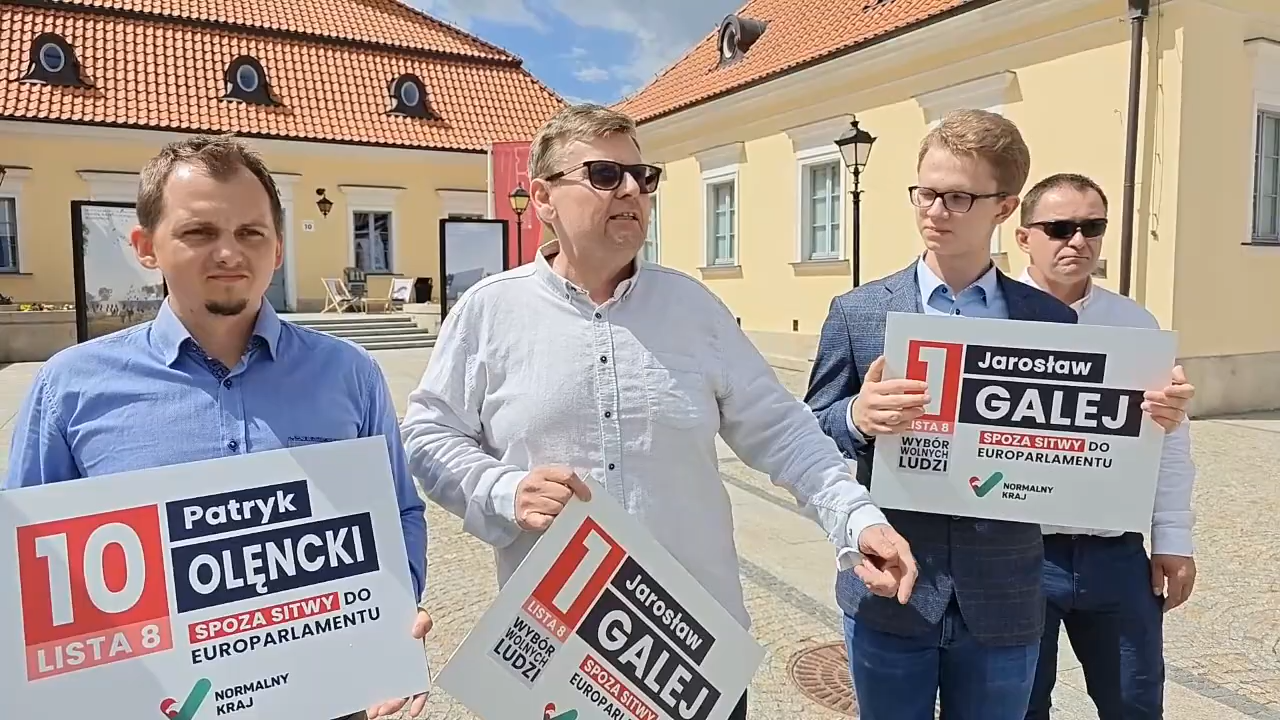 10
LISTA 8
Patryk
OLĘNCKI
SPOZA SITWY DO
EUROPARLAMENTU
NORMALNY
KRAJ
1
LISTA 8
WYBÓR
WOLNYCH
LUDZI
Jarosław
GALEJ
SPOZA SITWY
EUROPARL
1
LISTA 8
WYBÓR
WOLNYCH
LUDZI
Jarosław
GALEJ
SPOZA SITWY DO
EUROPARLAMENTU
NORMALNY
KRAJ
10